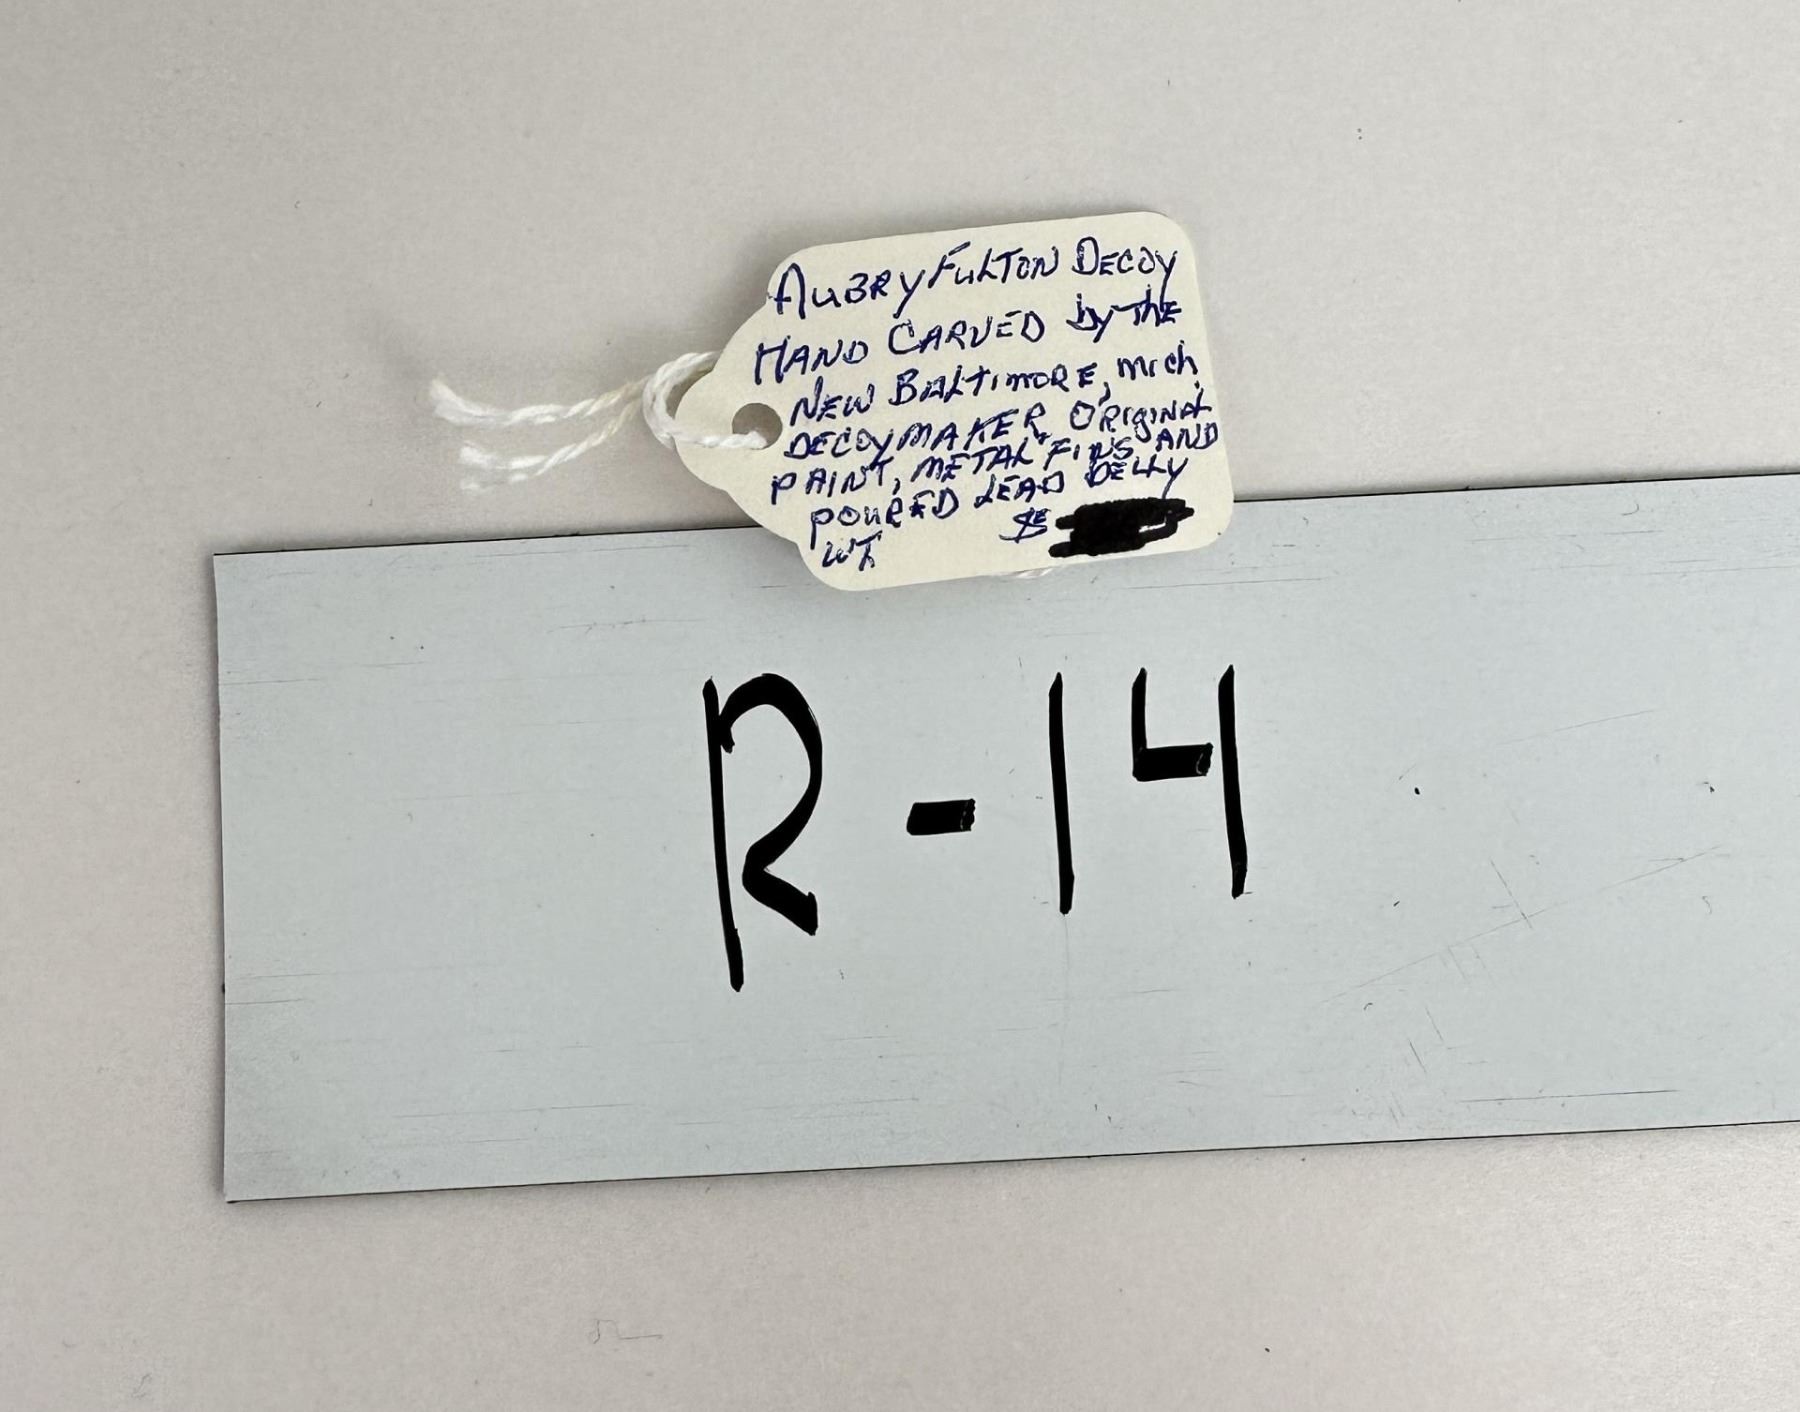 AUBRY FULTON DECOY
HAND CARVED by THE
NEW BALTIMORE, MICH.
DECOYMAKER. ORIGINAL
PAINT, METAL FINS AND
POURED LEAD BELLY
WT. $
R-14